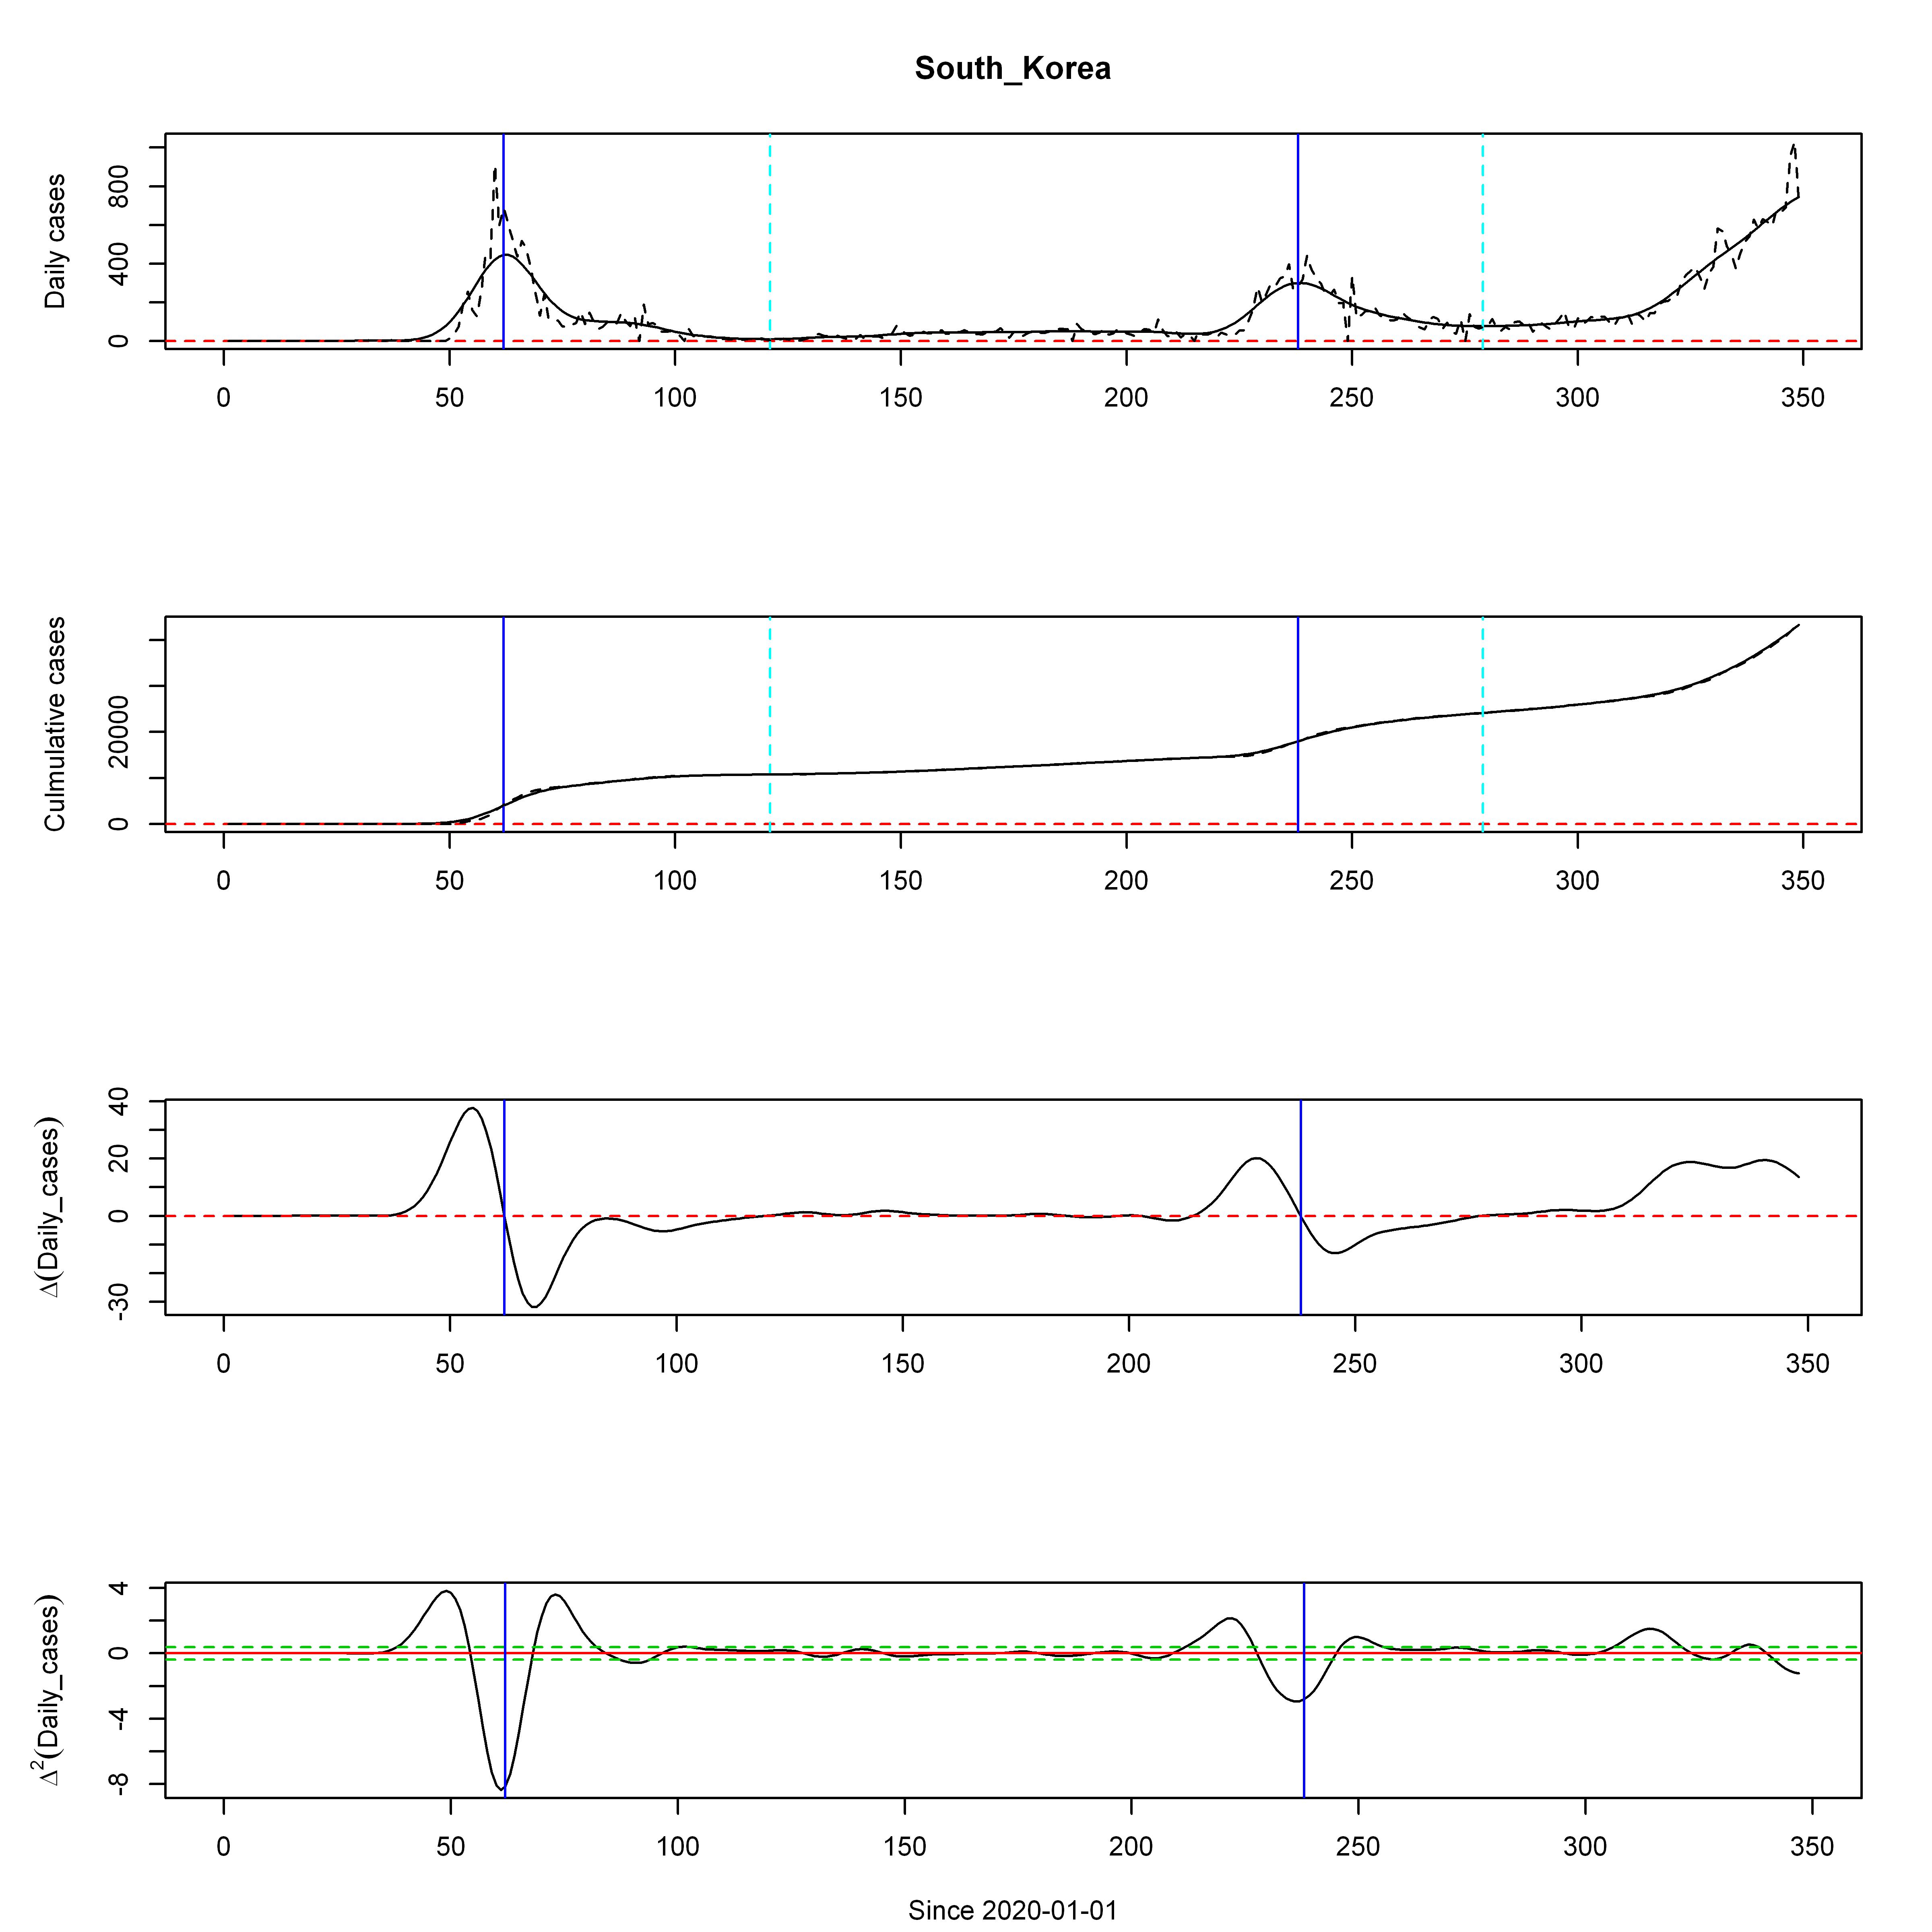 South_Korea
Daily cases
0 400 800
0 50 100 150 200 250 300 350
Culmulative cases
0 20000
0 50 100 150 200 250 300 350
Δ(Daily_cases)
-30 0 20 40
0 50 100 150 200 250 300 350
Δ²(Daily_cases)
-8 -4 0 4
0 50 100 150 200 250 300 350
Since 2020-01-01